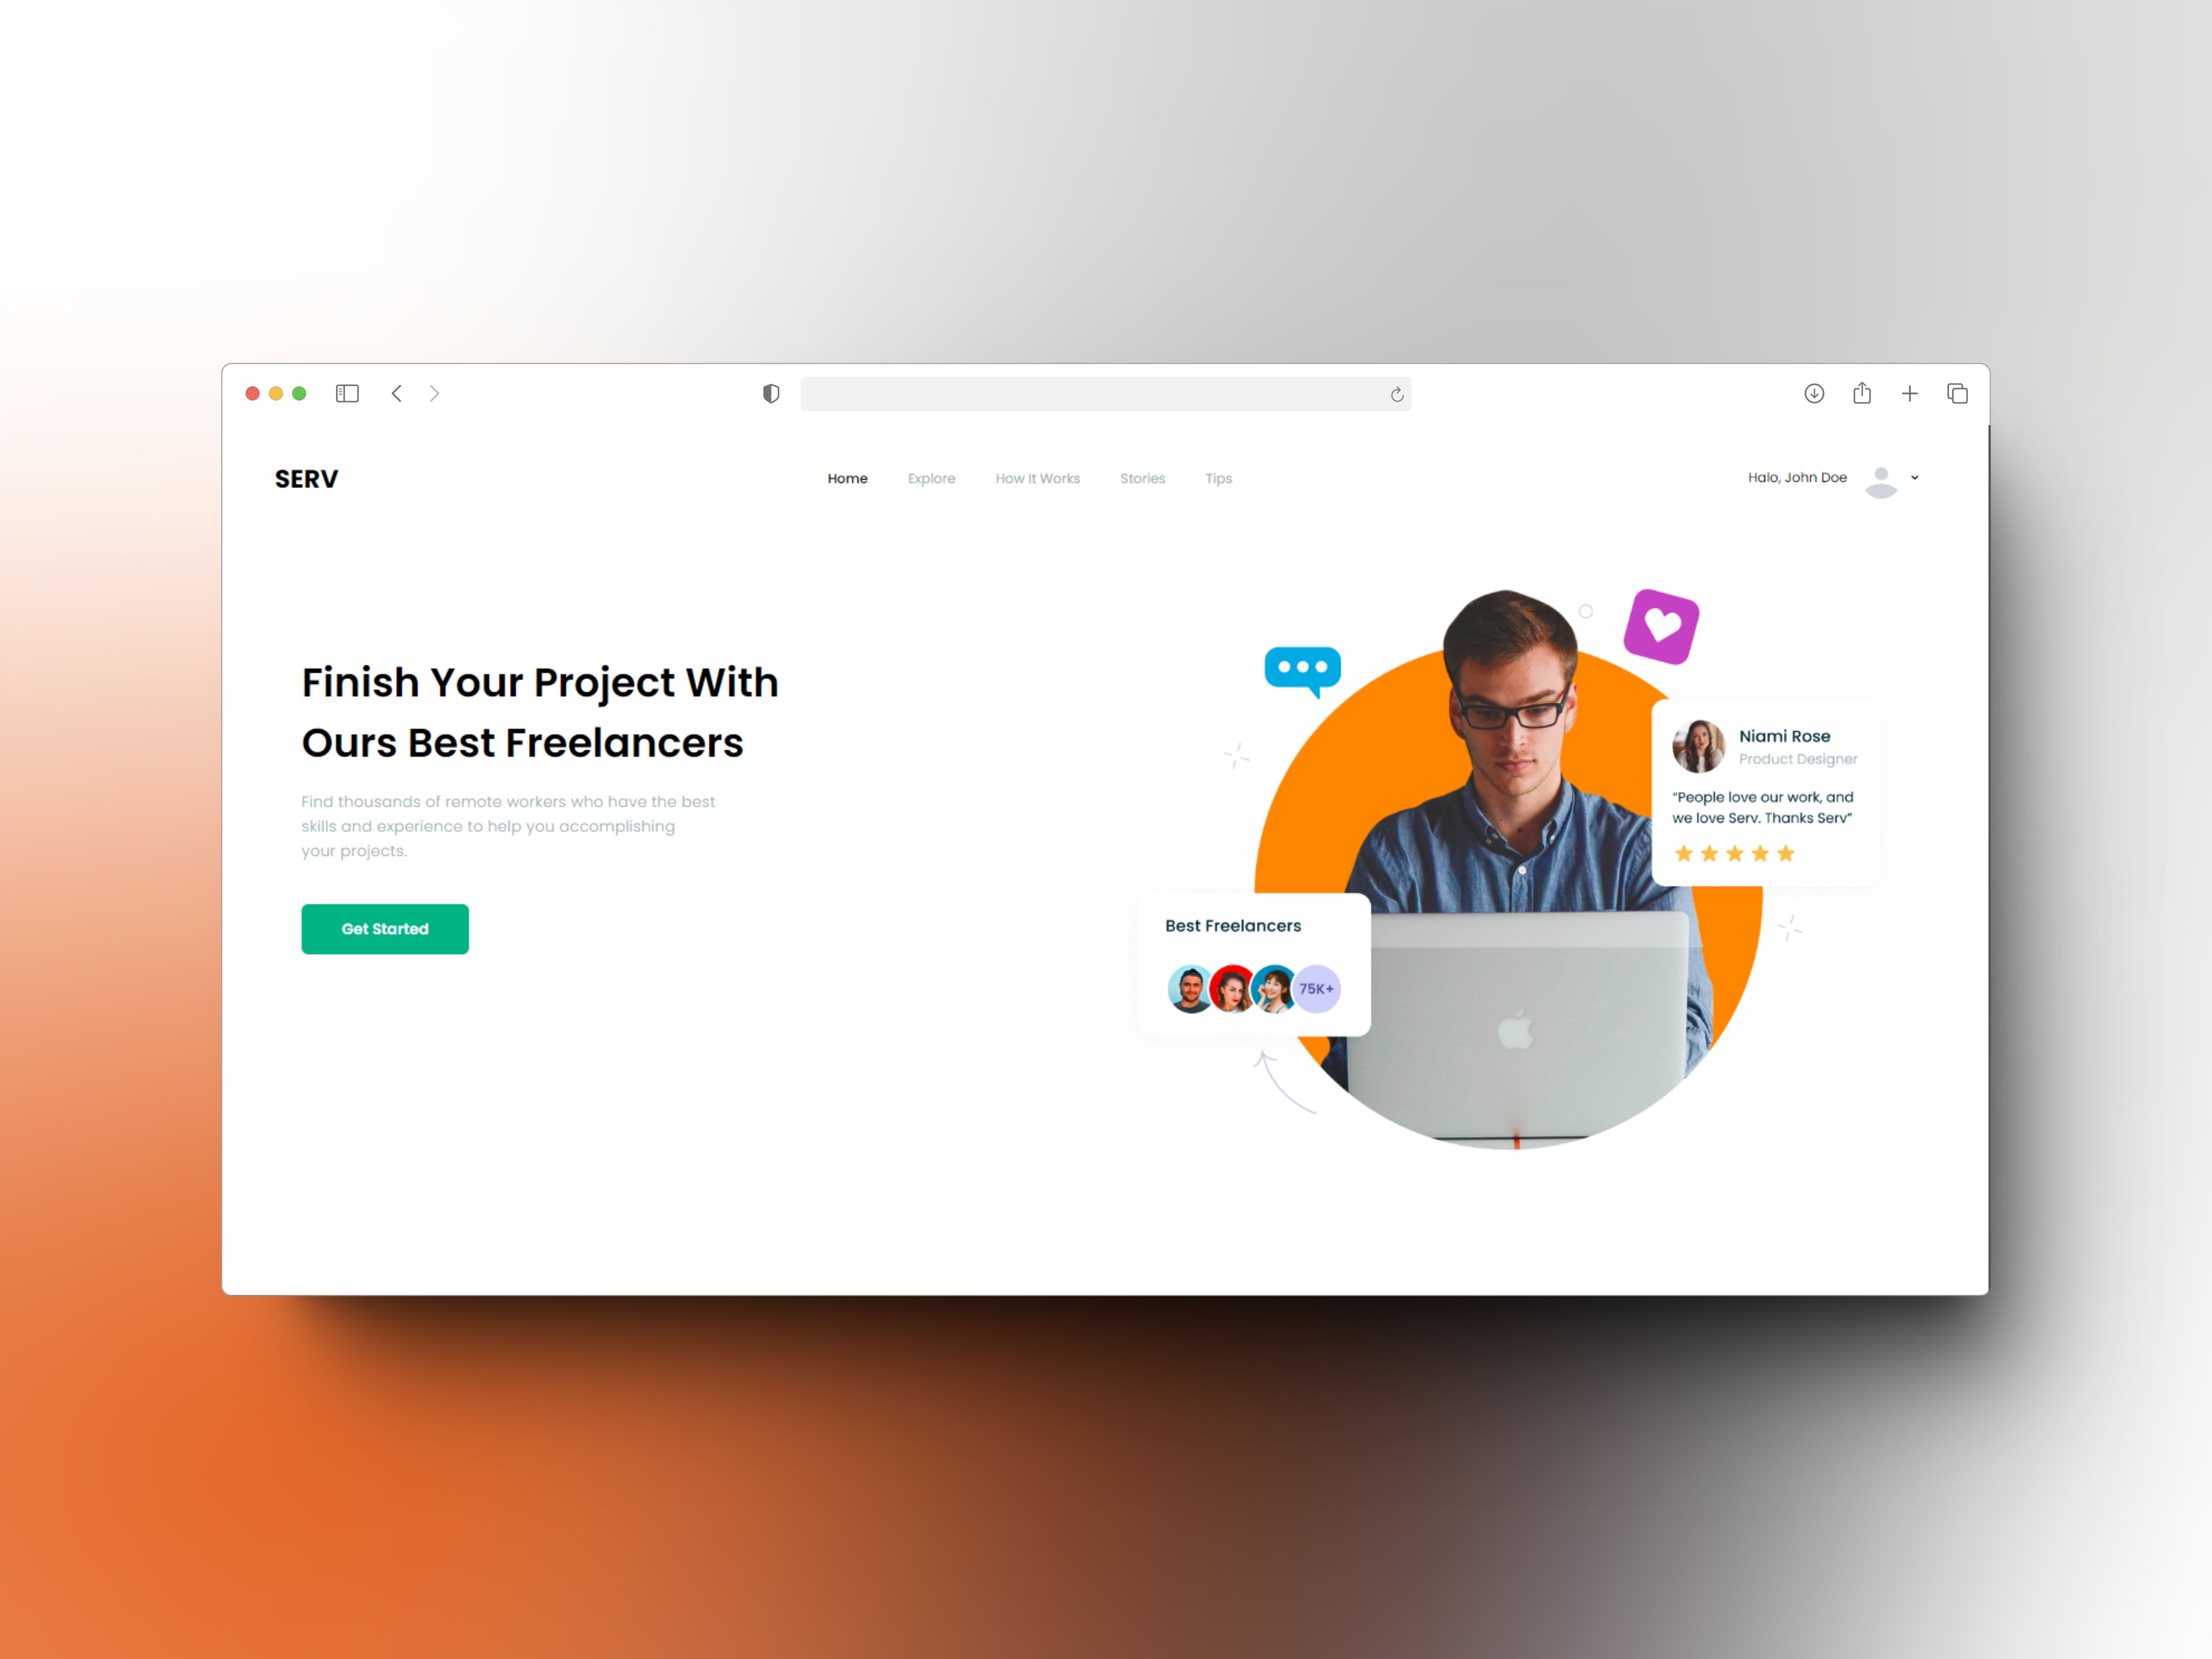 SERV
Home
Explore
How It Works
Stories
Tips
Halo, John Doe
Finish Your Project With
Ours Best Freelancers
Find thousands of remote workers who have the best
skills and experience to help you accomplishing
your projects.
Get Started
Niami Rose
Product Designer
“People love our work, and
we love Serv. Thanks Serv”
Best Freelancers
75K+